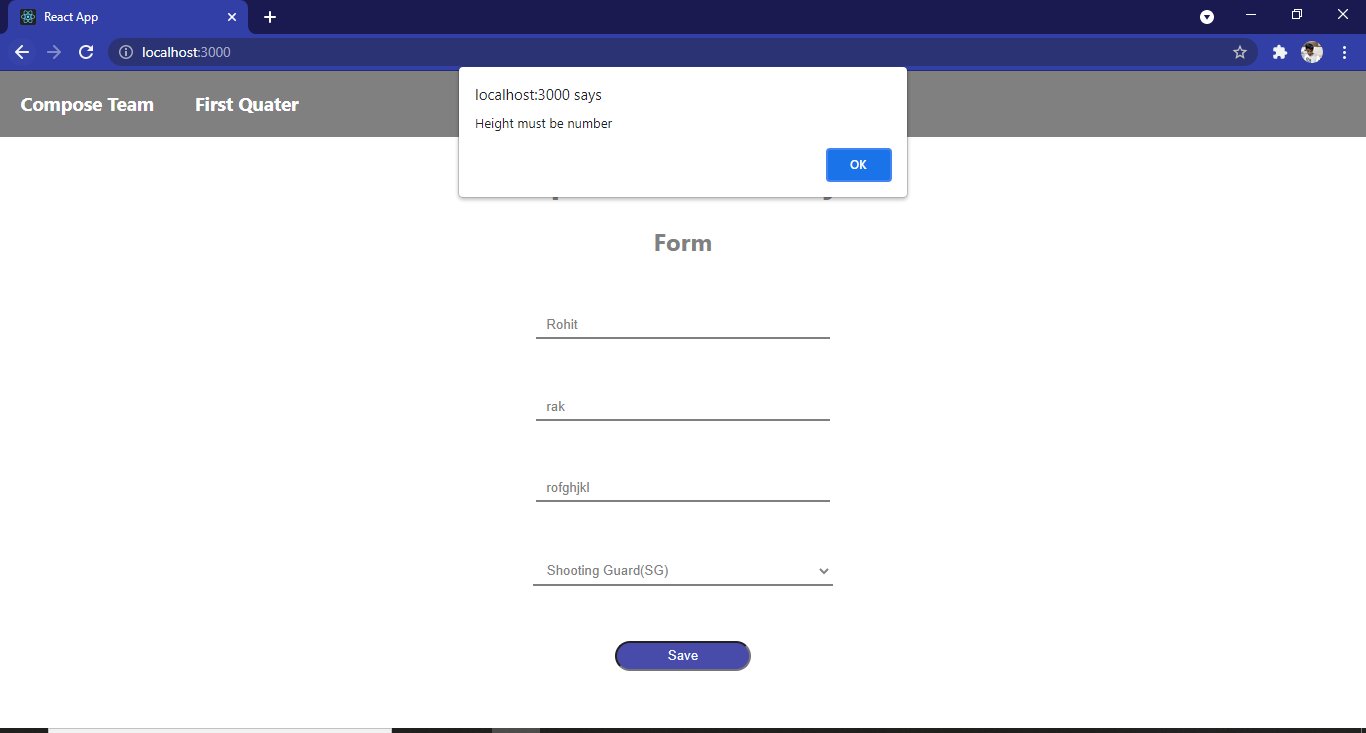 React App
localhost:3000
Compose Team First Quater
localhost:3000 says
Height must be number
OK
Form
Rohit
rak
rofghjkl
Shooting Guard(SG)
Save